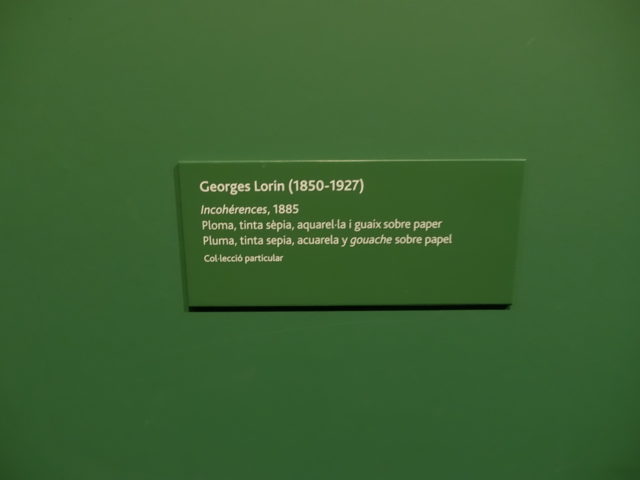 Georges Lorin (1850-1927)
Incohérences, 1885
Ploma, tinta sèpia, aquarel·la i guaix sobre paper
Pluma, tinta sepia, acuarela y gouache sobre papel
Col·lecció particular